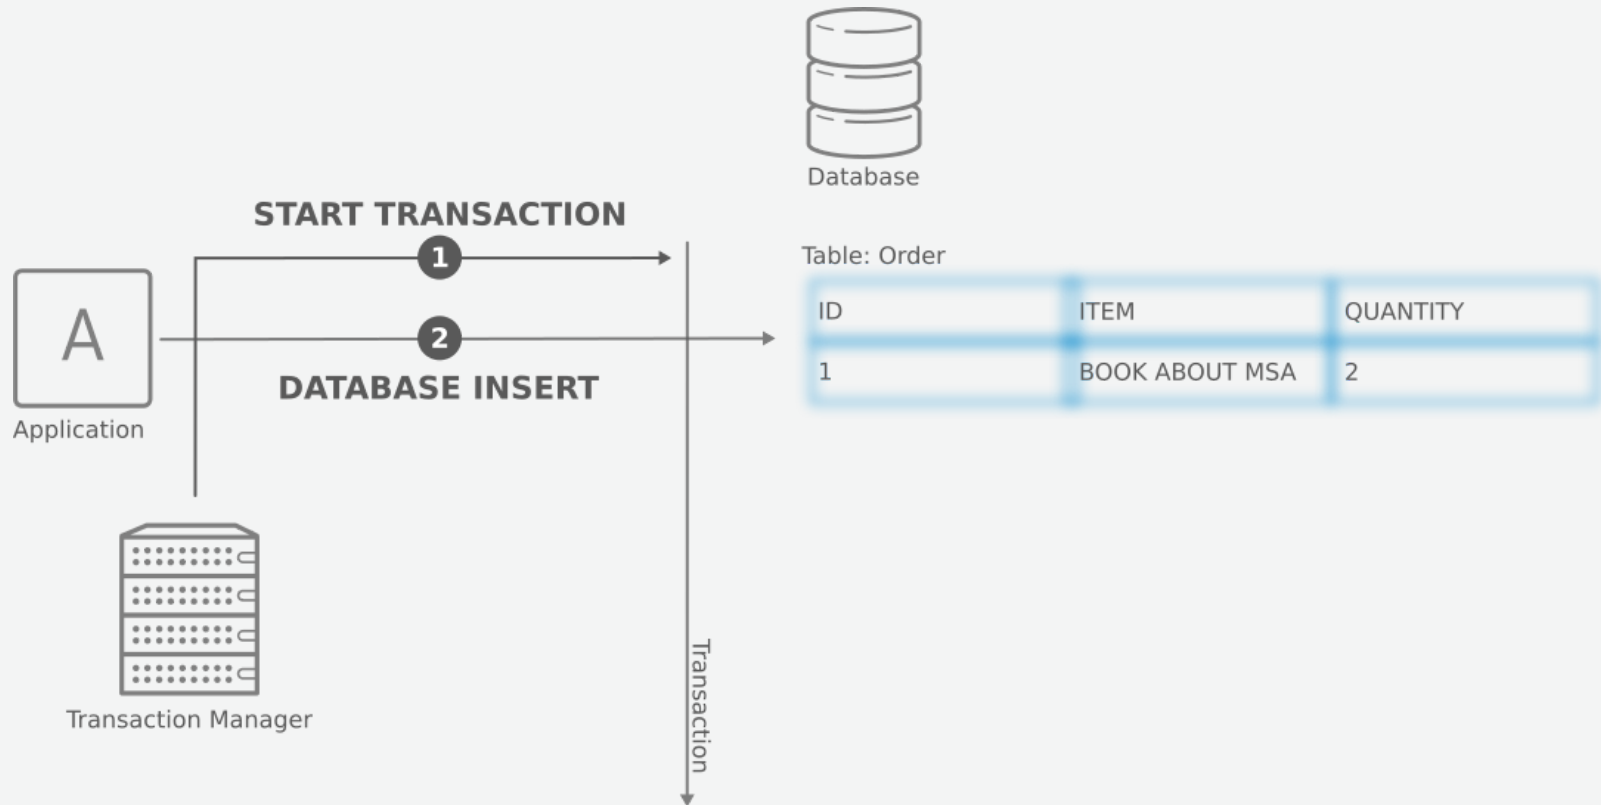 Database
START TRANSACTION
1
Table: Order
A
ID ITEM QUANTITY
2
DATABASE INSERT
1 BOOK ABOUT MSA 2
Application
Transaction
Transaction Manager